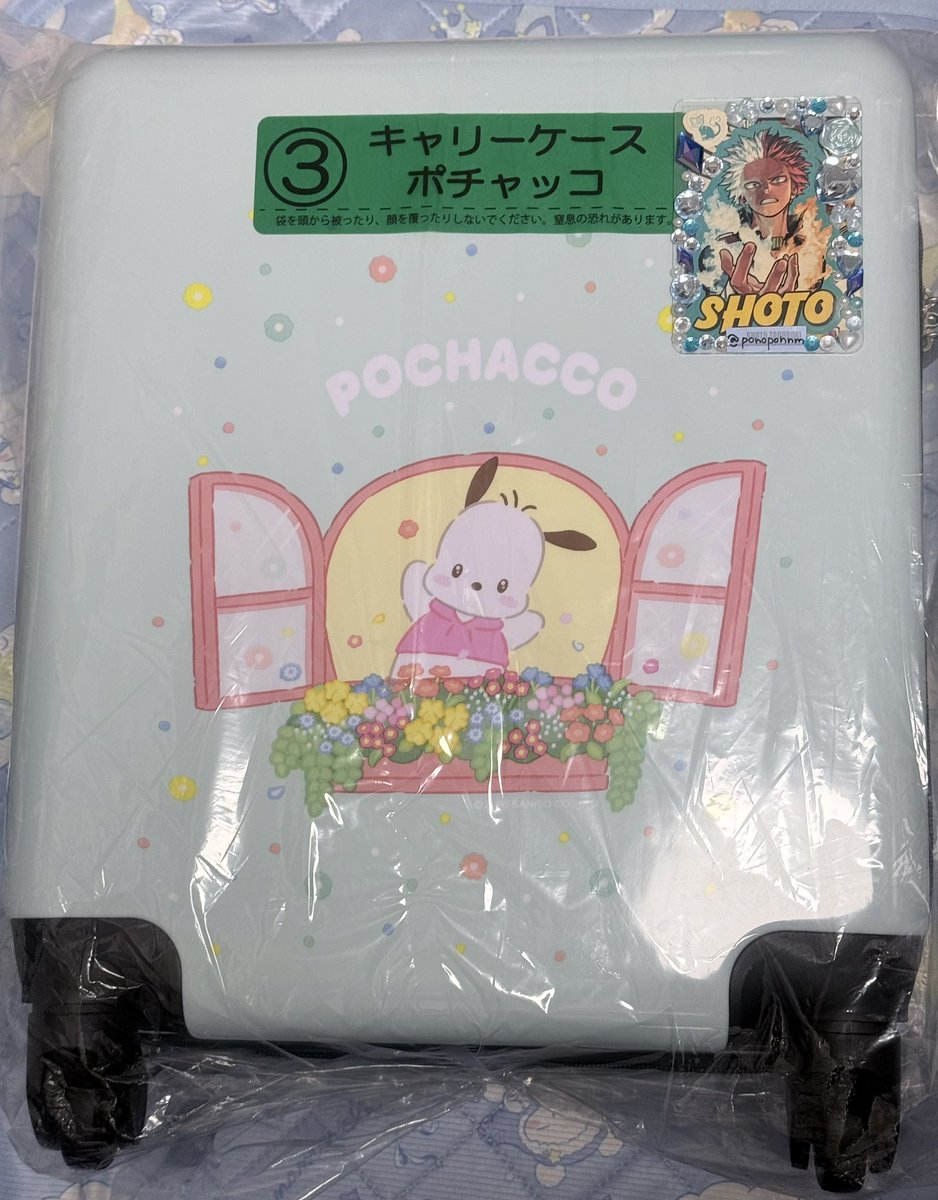 ③ キャリーケース
ポチャッコ
袋を頭から被ったり、顔を覆ったりしないでください。窒息の恐れがあります。
SHOTO
SHOTO TODOROKI
@ponopohnm
POCHACCO